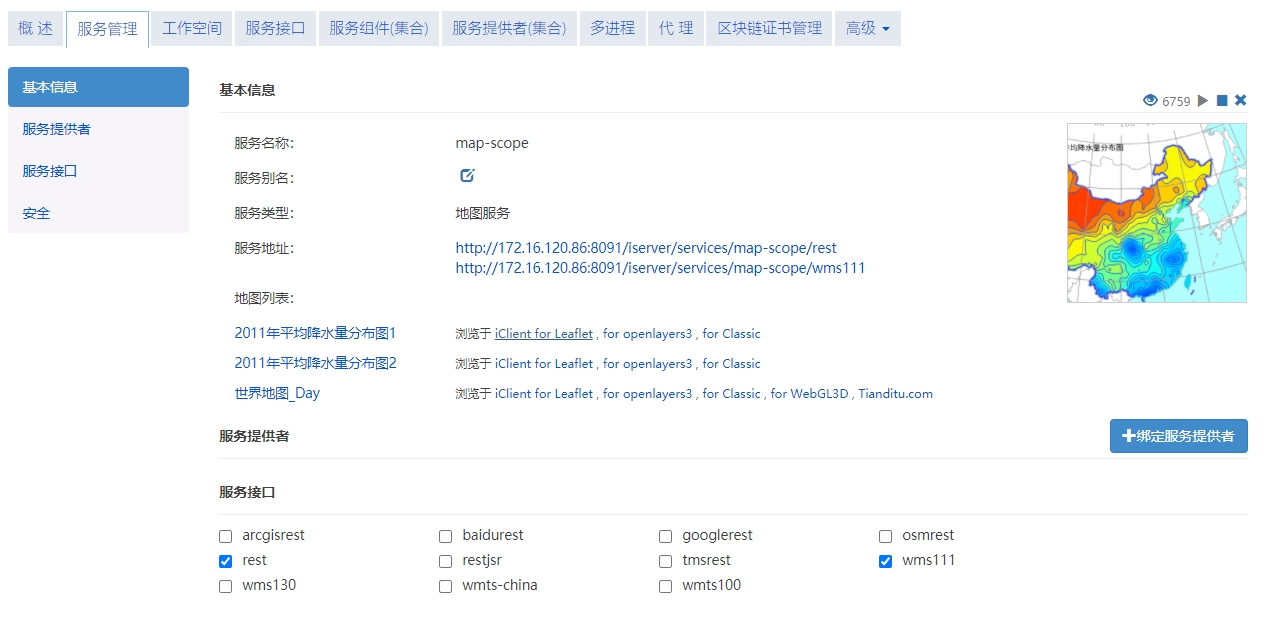 概 述 服务管理 工作空间 服务接口 服务组件(集合) 服务提供者(集合) 多进程 代 理 区块链证书管理 高级
基本信息
服务提供者
服务接口
安全
基本信息
6759
服务名称: map-scope
服务别名:
服务类型: 地图服务
服务地址: http://172.16.120.86:8091/iserver/services/map-scope/rest
http://172.16.120.86:8091/iserver/services/map-scope/wms111
平均降水量分布图
地图列表:
2011年平均降水量分布图1 浏览于 iClient for Leaflet , for openlayers3 , for Classic
2011年平均降水量分布图2 浏览于 iClient for Leaflet , for openlayers3 , for Classic
世界地图_Day 浏览于 iClient for Leaflet , for openlayers3 , for Classic , for WebGL3D , Tianditu.com
服务提供者 绑定服务提供者
服务接口
arcgisrest baidurest googlerest osmrest
rest restjsr tmsrest wms111
wms130 wmts-china wmts100